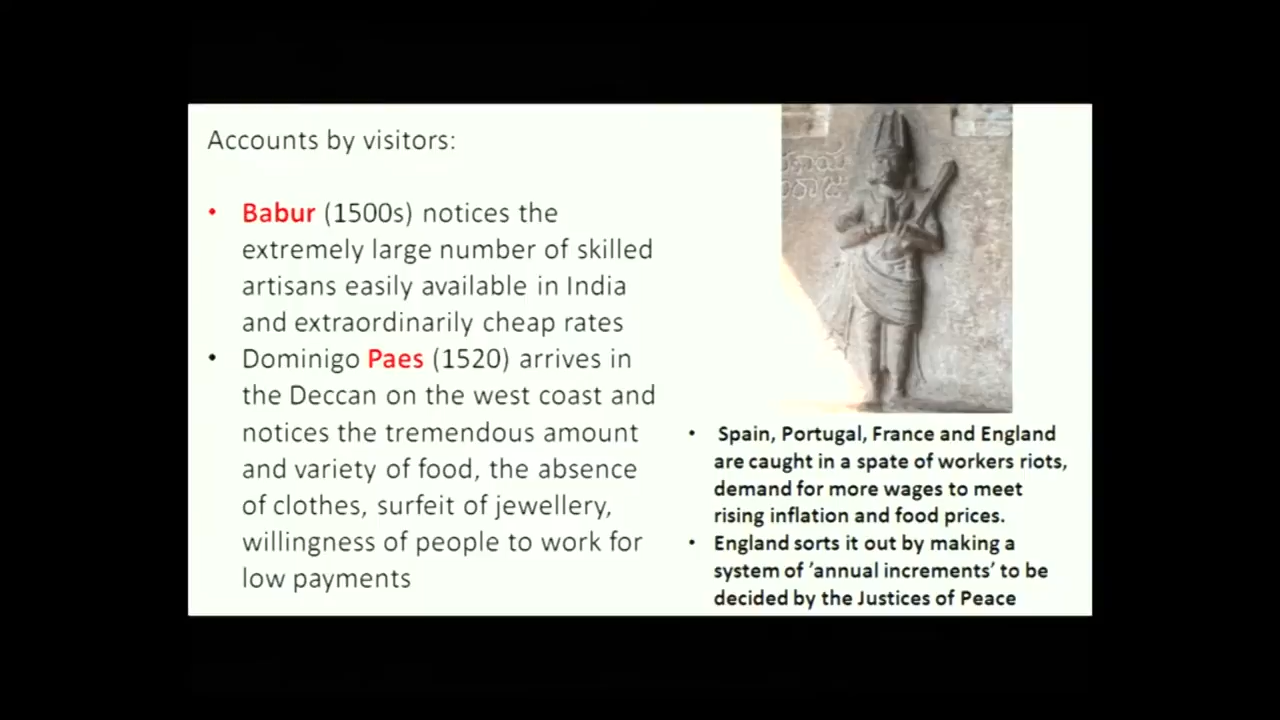 Accounts by visitors:
• Babur (1500s) notices the
extremely large number of skilled
artisans easily available in India
and extraordinarily cheap rates
• Dominigo Paes (1520) arrives in
the Deccan on the west coast and
notices the tremendous amount
and variety of food, the absence
of clothes, surfeit of jewellery,
willingness of people to work for
low payments
• Spain, Portugal, France and England
are caught in a spate of workers riots,
demand for more wages to meet
rising inflation and food prices.
• England sorts it out by making a
system of ’annual increments’ to be
decided by the Justices of Peace